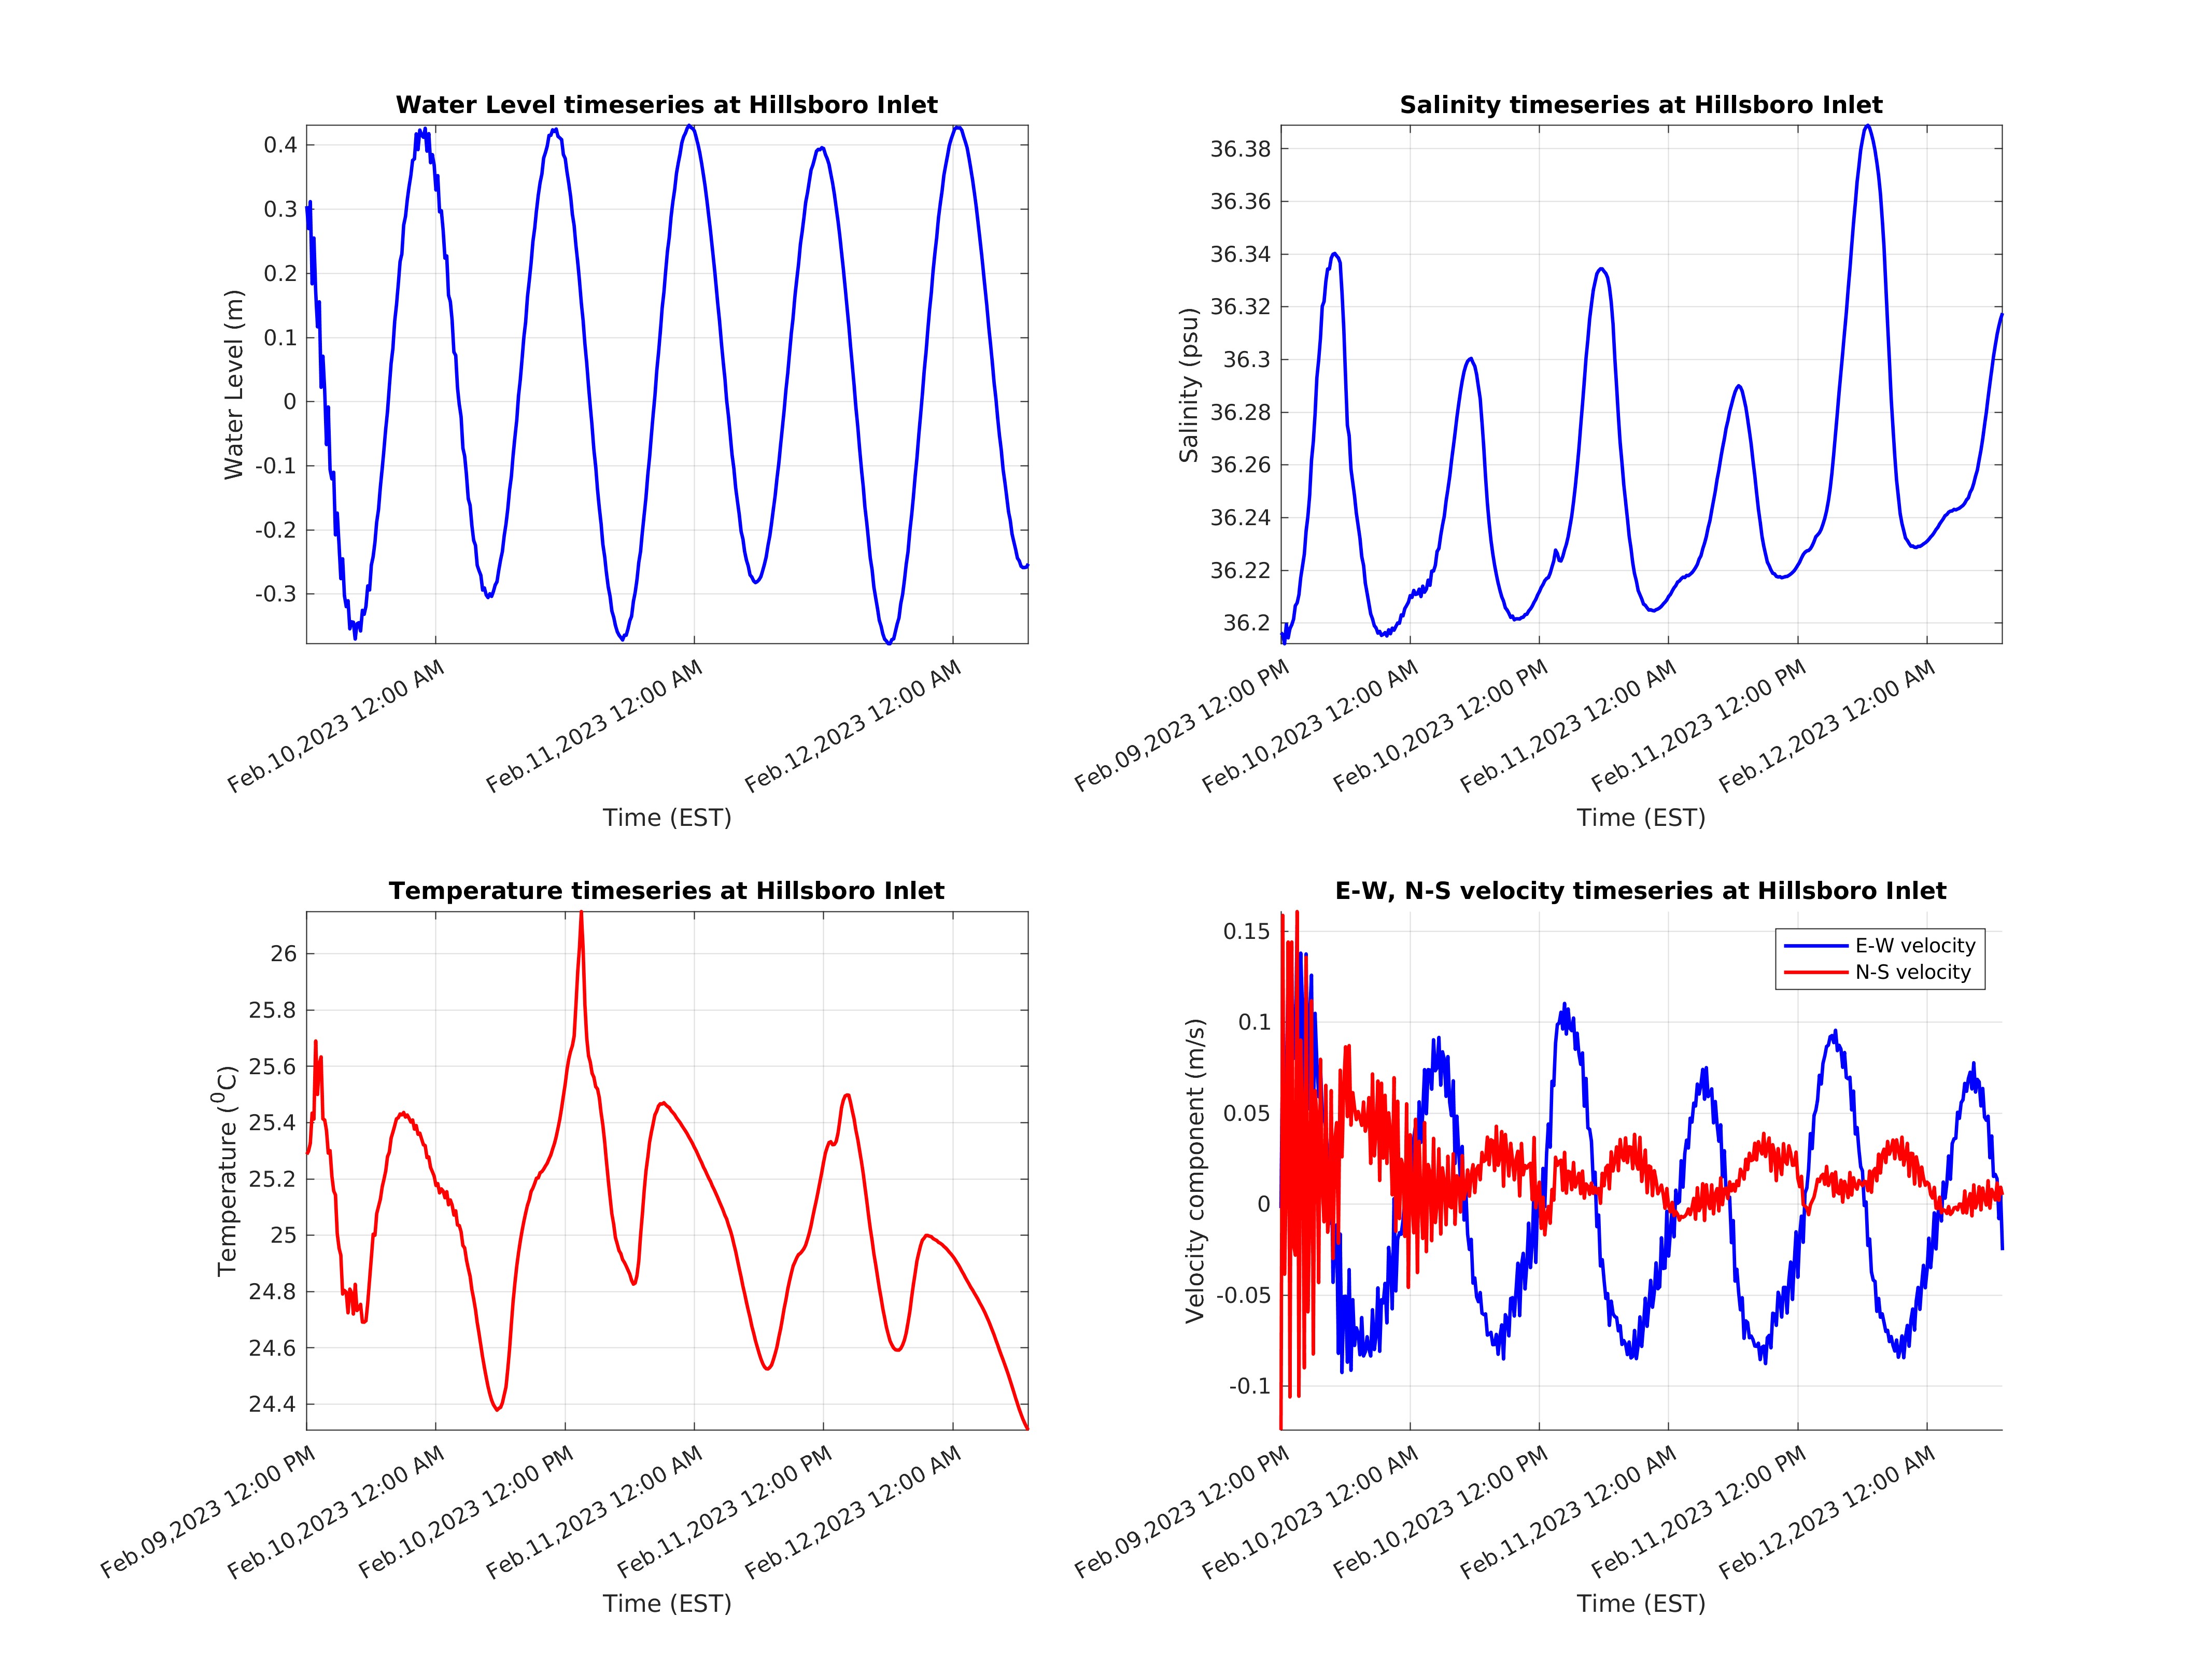 Water Level timeseries at Hillsboro Inlet
Water Level (m)
0.4
0.3
0.2
0.1
0
-0.1
-0.2
-0.3
Feb.10,2023 12:00 AM
Feb.11,2023 12:00 AM
Feb.12,2023 12:00 AM
Time (EST)
Salinity timeseries at Hillsboro Inlet
Salinity (psu)
36.38
36.36
36.34
36.32
36.3
36.28
36.26
36.24
36.22
36.2
Feb.09,2023 12:00 PM
Feb.10,2023 12:00 AM
Feb.10,2023 12:00 PM
Feb.11,2023 12:00 AM
Feb.11,2023 12:00 PM
Feb.12,2023 12:00 AM
Time (EST)
Temperature timeseries at Hillsboro Inlet
Temperature (⁰C)
26
25.8
25.6
25.4
25.2
25
24.8
24.6
24.4
Feb.09,2023 12:00 PM
Feb.10,2023 12:00 AM
Feb.10,2023 12:00 PM
Feb.11,2023 12:00 AM
Feb.11,2023 12:00 PM
Feb.12,2023 12:00 AM
Time (EST)
E-W, N-S velocity timeseries at Hillsboro Inlet
Velocity component (m/s)
0.15
0.1
0.05
0
-0.05
-0.1
E-W velocity
N-S velocity
Feb.09,2023 12:00 PM
Feb.10,2023 12:00 AM
Feb.10,2023 12:00 PM
Feb.11,2023 12:00 AM
Feb.11,2023 12:00 PM
Feb.12,2023 12:00 AM
Time (EST)